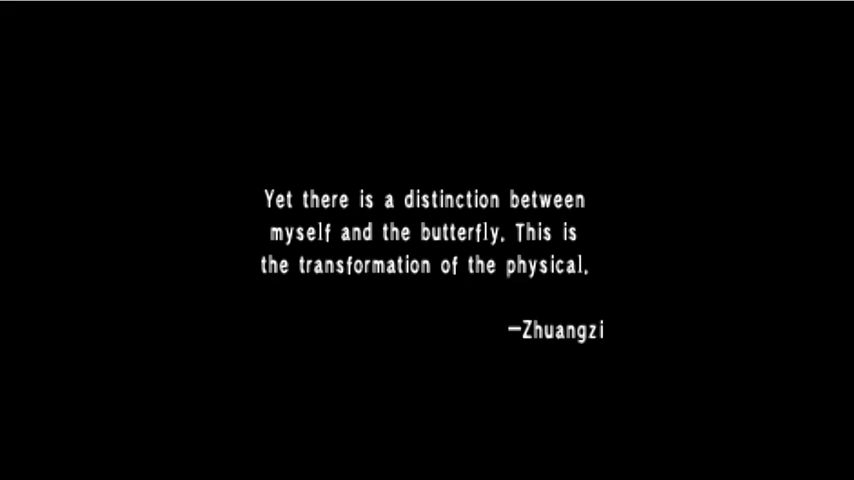 Yet there is a distinction between
myself and the butterfly. This is
the transformation of the physical.
—Zhuangzi